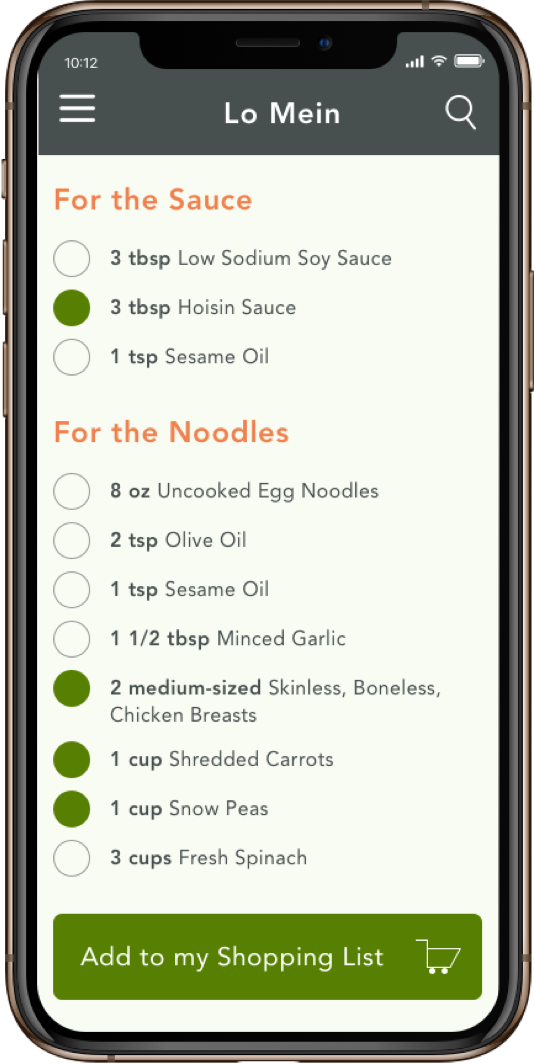 10:12
Lo Mein
For the Sauce
3 tbsp Low Sodium Soy Sauce
3 tbsp Hoisin Sauce
1 tsp Sesame Oil
For the Noodles
8 oz Uncooked Egg Noodles
2 tsp Olive Oil
1 tsp Sesame Oil
1 1/2 tbsp Minced Garlic
2 medium-sized Skinless, Boneless,
Chicken Breasts
1 cup Shredded Carrots
1 cup Snow Peas
3 cups Fresh Spinach
Add to my Shopping List